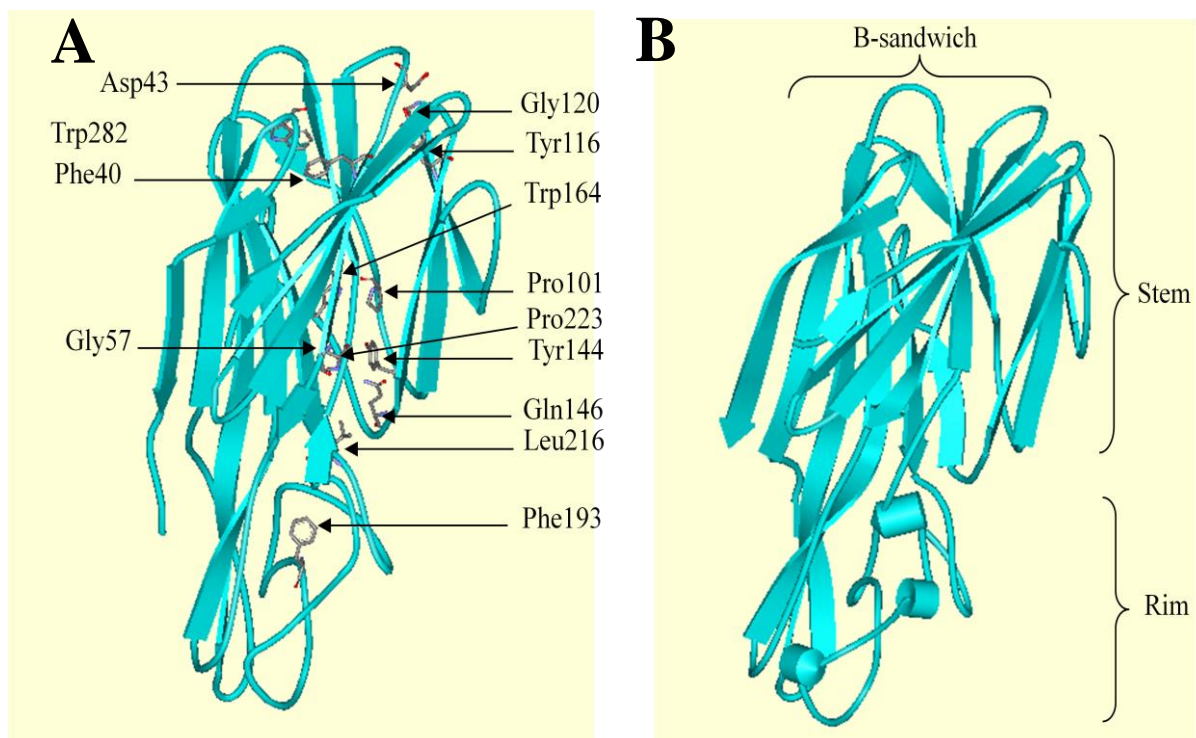 A
Asp43
Trp282
Phe40
Gly57
Gly120
Tyr116
Trp164
Pro101
Pro223
Tyr144
Gln146
Leu216
Phe193
B
B-sandwich
Stem
Rim